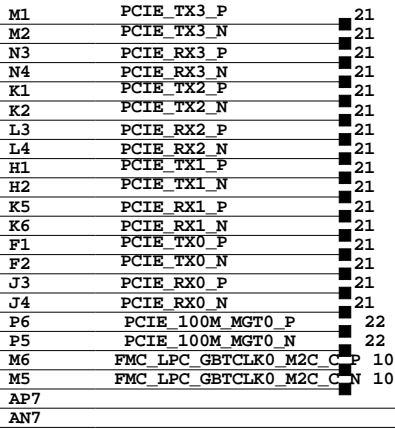 M1 PCIE_TX3_P 21
M2 PCIE_TX3_N 21
N3 PCIE_RX3_P 21
N4 PCIE_RX3_N 21
K1 PCIE_TX2_P 21
K2 PCIE_TX2_N 21
L3 PCIE_RX2_P 21
L4 PCIE_RX2_N 21
H1 PCIE_TX1_P 21
H2 PCIE_TX1_N 21
K5 PCIE_RX1_P 21
K6 PCIE_RX1_N 21
F1 PCIE_TX0_P 21
F2 PCIE_TX0_N 21
J3 PCIE_RX0_P 21
J4 PCIE_RX0_N 21
P6 PCIE_100M_MGT0_P 22
P5 PCIE_100M_MGT0_N 22
M6 FMC_LPC_GBTCLK0_M2C_C_P 10
M5 FMC_LPC_GBTCLK0_M2C_C_N 10
AP7
AN7